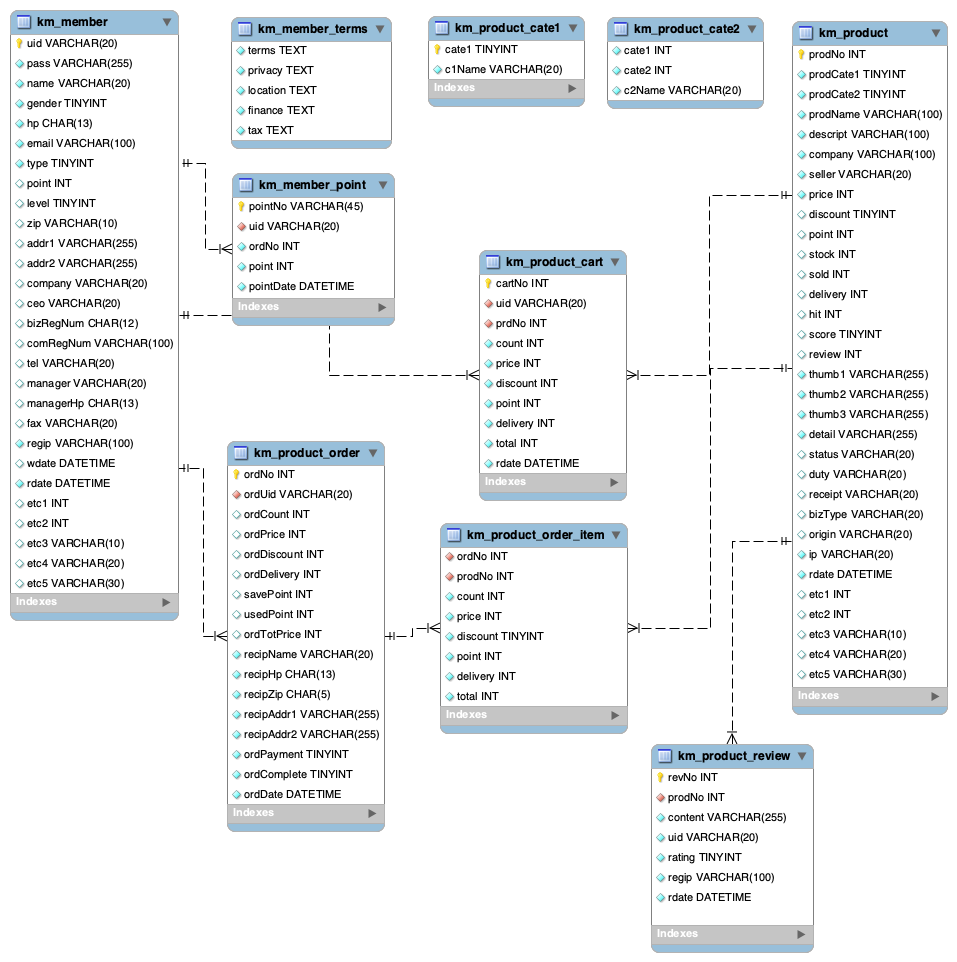 km_member
uid VARCHAR(20)
pass VARCHAR(255)
name VARCHAR(20)
gender TINYINT
hp CHAR(13)
email VARCHAR(100)
type TINYINT
point INT
level TINYINT
zip VARCHAR(10)
addr1 VARCHAR(255)
addr2 VARCHAR(255)
company VARCHAR(20)
ceo VARCHAR(20)
bizRegNum CHAR(12)
comRegNum VARCHAR(100)
tel VARCHAR(20)
manager VARCHAR(20)
managerHp CHAR(13)
fax VARCHAR(20)
regip VARCHAR(100)
wdate DATETIME
rdate DATETIME
etc1 INT
etc2 INT
etc3 VARCHAR(10)
etc4 VARCHAR(20)
etc5 VARCHAR(30)
Indexes
km_member_terms
terms TEXT
privacy TEXT
location TEXT
finance TEXT
tax TEXT
km_member_point
pointNo VARCHAR(45)
uid VARCHAR(20)
ordNo INT
point INT
pointDate DATETIME
Indexes
km_product_cate1
cate1 TINYINT
c1Name VARCHAR(20)
Indexes
km_product_cate2
cate1 INT
cate2 INT
c2Name VARCHAR(20)
km_product
prodNo INT
prodCate1 TINYINT
prodCate2 TINYINT
prodName VARCHAR(100)
descript VARCHAR(100)
company VARCHAR(100)
seller VARCHAR(20)
price INT
discount TINYINT
point INT
stock INT
sold INT
delivery INT
hit INT
score TINYINT
review INT
thumb1 VARCHAR(255)
thumb2 VARCHAR(255)
thumb3 VARCHAR(255)
detail VARCHAR(255)
status VARCHAR(20)
duty VARCHAR(20)
receipt VARCHAR(20)
bizType VARCHAR(20)
origin VARCHAR(20)
ip VARCHAR(20)
rdate DATETIME
etc1 INT
etc2 INT
etc3 VARCHAR(10)
etc4 VARCHAR(20)
etc5 VARCHAR(30)
Indexes
km_product_cart
cartNo INT
uid VARCHAR(20)
prdNo INT
count INT
price INT
discount INT
point INT
delivery INT
total INT
rdate DATETIME
Indexes
km_product_order
ordNo INT
ordUid VARCHAR(20)
ordCount INT
ordPrice INT
ordDiscount INT
ordDelivery INT
savePoint INT
usedPoint INT
ordTotPrice INT
recipName VARCHAR(20)
recipHp CHAR(13)
recipZip CHAR(5)
recipAddr1 VARCHAR(255)
recipAddr2 VARCHAR(255)
ordPayment TINYINT
ordComplete TINYINT
ordDate DATETIME
Indexes
km_product_order_item
ordNo INT
prodNo INT
count INT
price INT
discount TINYINT
point INT
delivery INT
total INT
Indexes
km_product_review
revNo INT
prodNo INT
content VARCHAR(255)
uid VARCHAR(20)
rating TINYINT
regip VARCHAR(100)
rdate DATETIME
Indexes